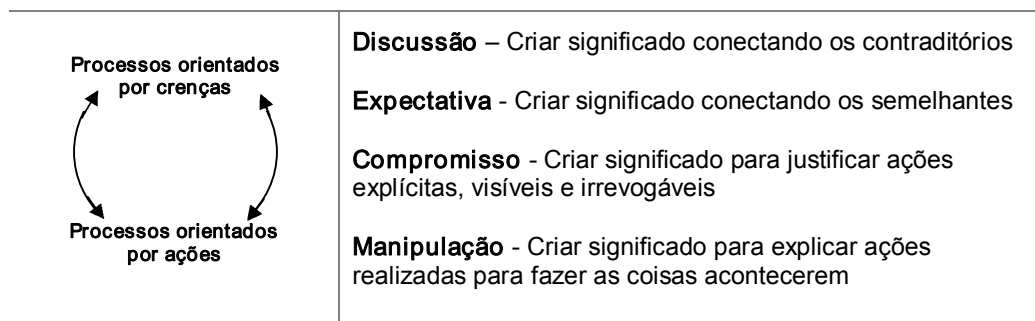 Processos orientados
por crenças
Processos orientados
por ações
Discussão – Criar significado conectando os contraditórios
Expectativa - Criar significado conectando os semelhantes
Compromisso - Criar significado para justificar ações
explícitas, visíveis e irrevogáveis
Manipulação - Criar significado para explicar ações
realizadas para fazer as coisas acontecerem